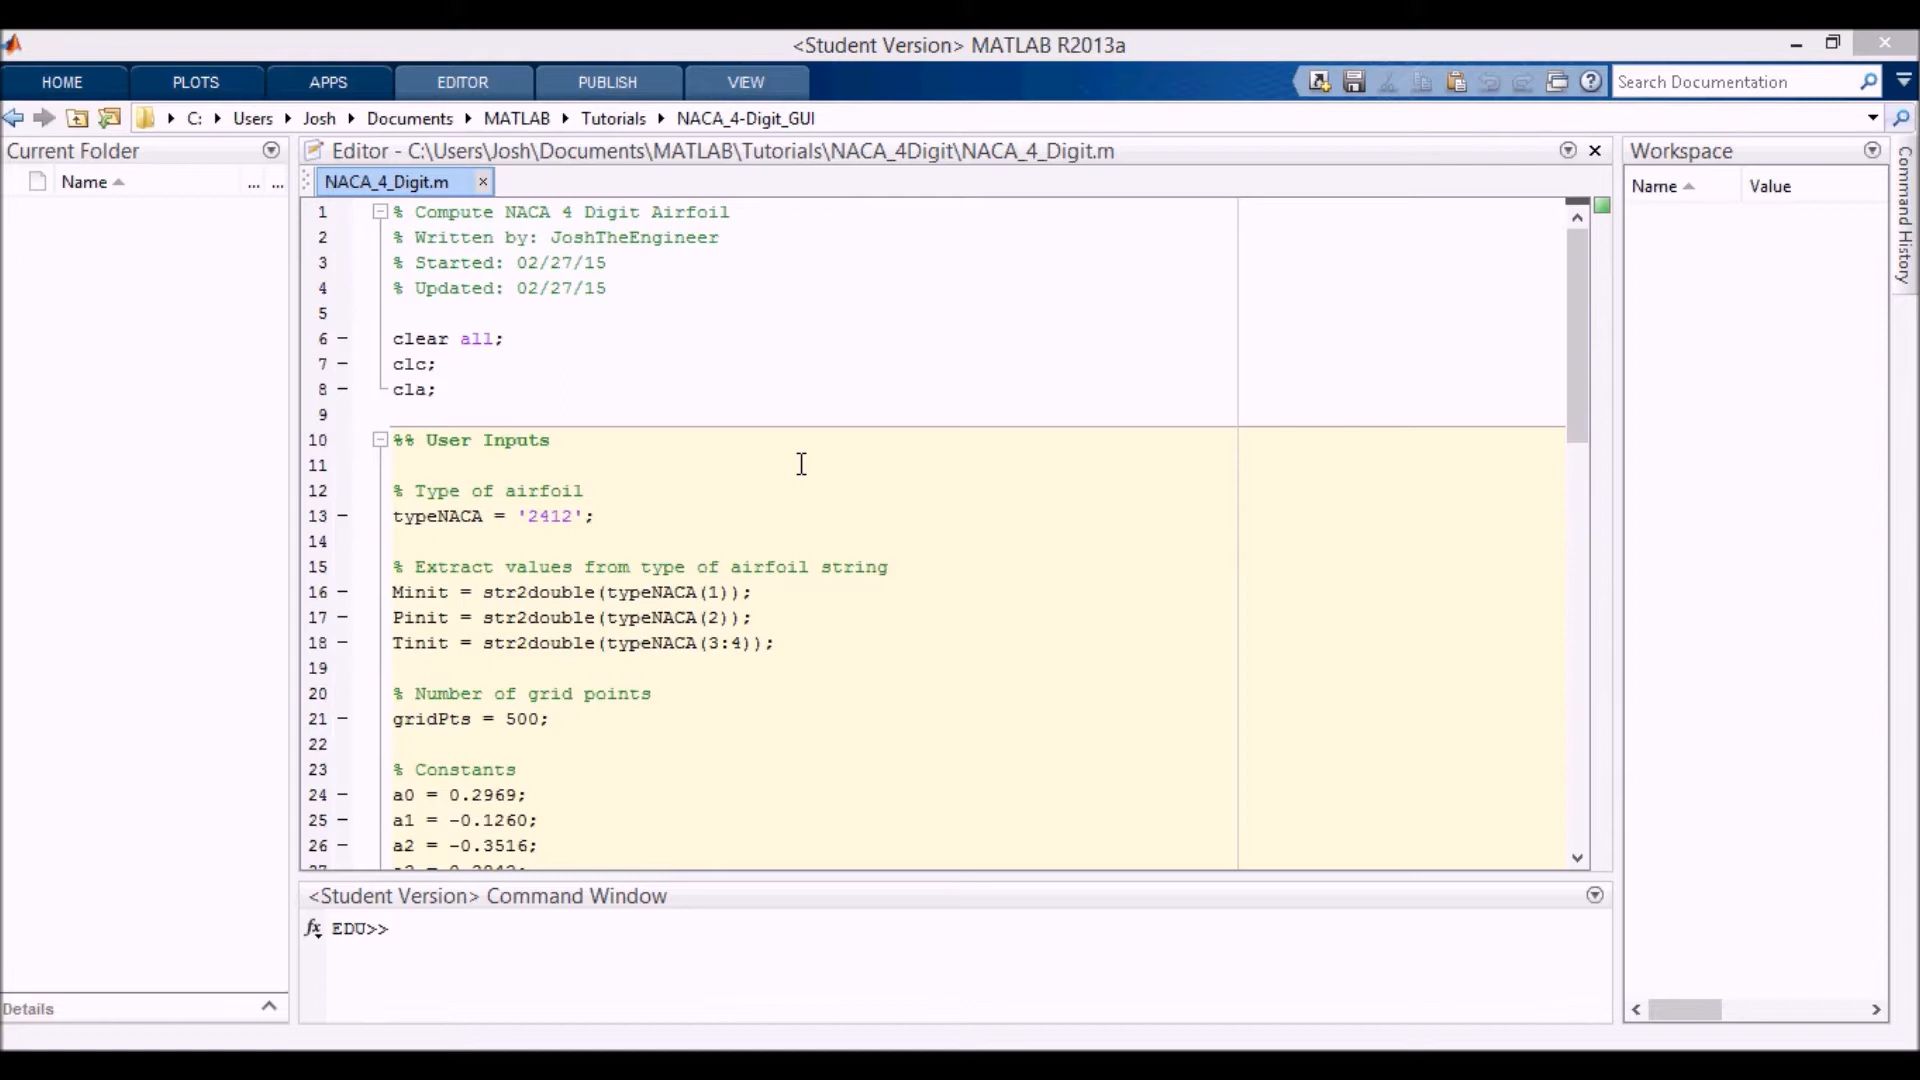 <Student Version> MATLAB R2013a
HOME PLOTS APPS EDITOR PUBLISH VIEW Search Documentation
C: Users Josh Documents MATLAB Tutorials NACA_4-Digit_GUI
Current Folder
Name ... ...
Editor - C:\Users\Josh\Documents\MATLAB\Tutorials\NACA_4Digit\NACA_4_Digit.m
NACA_4_Digit.m
1 % Compute NACA 4 Digit Airfoil
2 % Written by: JoshTheEngineer
3 % Started: 02/27/15
4 % Updated: 02/27/15
5
6 - clear all;
7 - clc;
8 - cla;
9
10 %% User Inputs
11
12 % Type of airfoil
13 - typeNACA = '2412';
14
15 % Extract values from type of airfoil string
16 - Minit = str2double(typeNACA(1));
17 - Pinit = str2double(typeNACA(2));
18 - Tinit = str2double(typeNACA(3:4));
19
20 % Number of grid points
21 - gridPts = 500;
22
23 % Constants
24 - a0 = 0.2969;
25 - a1 = -0.1260;
26 - a2 = -0.3516;
Workspace
Name Value
Command History
<Student Version> Command Window
fx EDU>>
Details